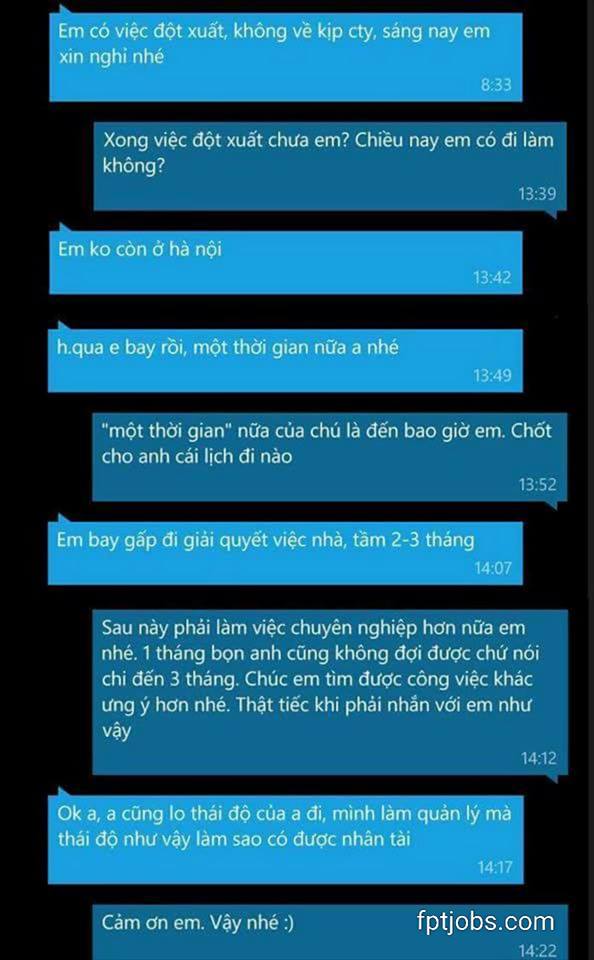 Em có việc đột xuất, không về kịp cty, sáng nay em
xin nghỉ nhé
8:33
Xong việc đột xuất chưa em? Chiều nay em có đi làm
không?
13:39
Em ko còn ở hà nội
13:42
h.qua e bay rồi, một thời gian nữa a nhé
13:49
"một thời gian" nữa của chú là đến bao giờ em. Chốt
cho anh cái lịch đi nào
13:52
Em bay gấp đi giải quyết việc nhà, tầm 2-3 tháng
14:07
Sau này phải làm việc chuyên nghiệp hơn nữa em
nhé. 1 tháng bọn anh cũng không đợi được chứ nói
chi đến 3 tháng. Chúc em tìm được công việc khác
ưng ý hơn nhé. Thật tiếc khi phải nhắn với em như
vậy
14:12
Ok a, a cũng lo thái độ của a đi, mình làm quản lý mà
thái độ như vậy làm sao có được nhân tài
14:17
Cảm ơn em. Vậy nhé :)
fptjobs.com
14:22